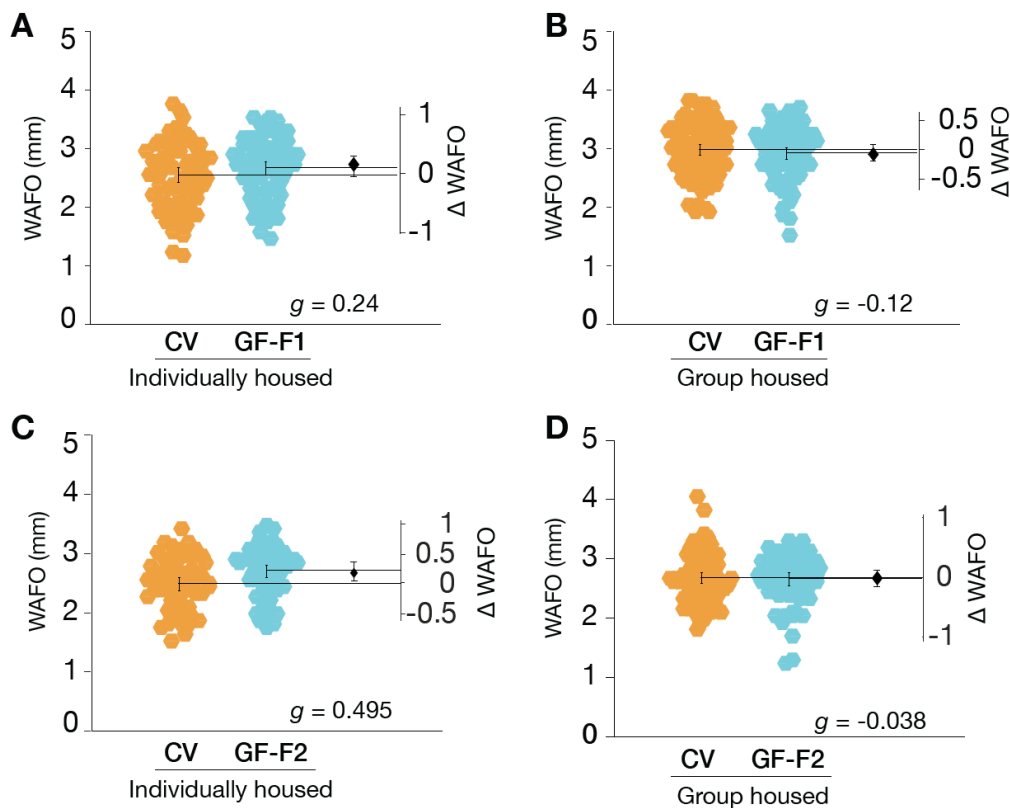 A
5
4
3
2
1
0
WAFO (mm)
1
0
-1
Δ WAFO
g = 0.24
CV GF-F1
Individually housed
B
5
4
3
2
1
0
WAFO (mm)
0.5
0
-0.5
Δ WAFO
g = -0.12
CV GF-F1
Group housed
C
5
4
3
2
1
0
WAFO (mm)
1
0.5
0
-0.5
Δ WAFO
g = 0.495
CV GF-F2
Individually housed
D
5
4
3
2
1
0
WAFO (mm)
1
0
-1
Δ WAFO
g = -0.038
CV GF-F2
Group housed